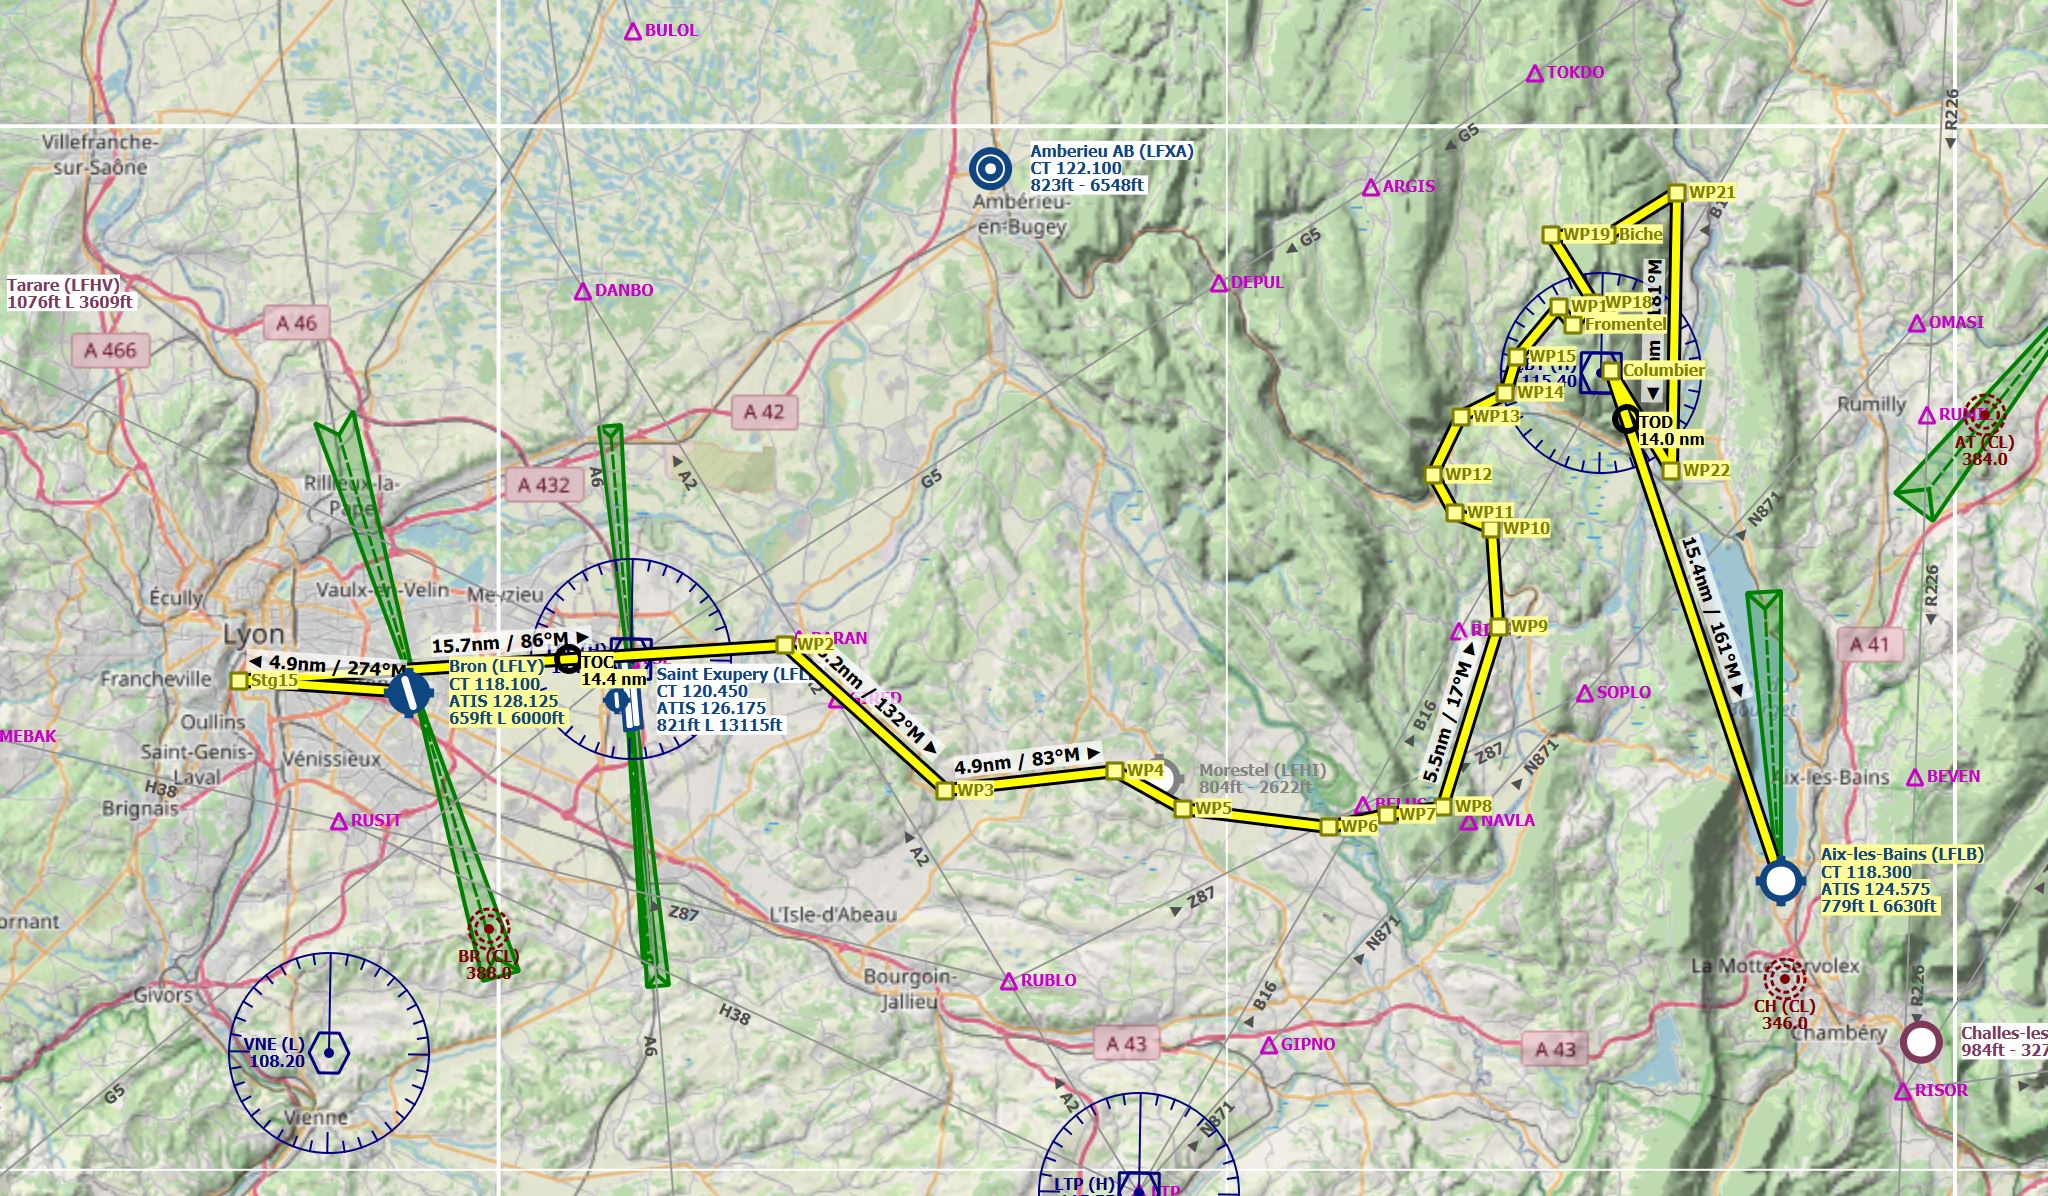 BULOL
TOKDO
G5
R226
Villefranche-
sur-Saône
Amberieu AB (LFXA)
CT 122.100
823ft - 6548ft
Ambérieu-
en-Bugey
ARGIS
WP21
G5
WP19
Biche
Tarare (LFHV)
1076ft L 3609ft
DANBO
DEPUL
A 46
A 466
WP18
Fromentel
OMASI
WP15
Columbier
115.40
WP14
A 42
WP13
Rumilly
AT (CL)
384.0
TOD
14.0 nm
WP12
WP22
A 432
A6
A2
G5
Rillieux-la-
Pape
WP11
WP10
N871
Écully
Vaulx-en-Velin
Meyzieu
R226
Lyon
WP9
A 41
15.7nm / 86°M
WP2
4.9nm / 274°M
Stg15
Francheville
TOC
14.4 nm
Bron (LFLY)
CT 118.100
ATIS 128.125
659ft L 6000ft
CT 120.450
ATIS 126.175
821ft L 13115ft
15.4nm / 161°M
SOPLO
5.5nm / 17°M
B16
Z87
N871
MEBAK
Oullins
Saint-Genis-
Laval
Vénissieux
Brignais
H38
RUSIT
4.9nm / 83°M
WP3
WP4
WP5
Morestel (LFHI)
804ft - 2622ft
WP6
WP7
WP8
NAVLA
Aix-les-Bains
BEVEN
Aix-les-Bains (LFLB)
CT 118.300
ATIS 124.575
779ft L 6630ft
A2
Z87
Z87
L'Isle-d'Abeau
N871
BR (CL)
388.0
Bourgoin-
Jallieu
RUBLO
B16
La Motte-Servolex
CH (CL)
346.0
R226
Chambéry
Challes-les
Givors
H38
A6
A 43
GIPNO
A 43
VNE (L)
108.20
G5
Vienne
A2
N871
RISOR
LTP (H)
LTP